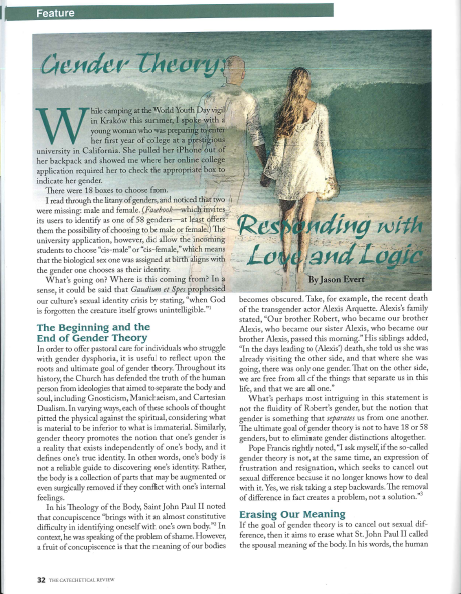 Feature
Gender Theory:
Responding with
Love and Logic
By Jason Evert
While camping at the World Youth Day vigil
in Kraków this summer, I spoke with a
young woman who was preparing to enter
her first year of college at a prestigious
university in California. She pulled her iPhone out of
her backpack and showed me where her online college
application required her to check the appropriate box to
indicate her gender.
There were 18 boxes to choose from.
I read through the litany of genders, and noticed that two
were missing: male and female. (Facebook—which invites
its users to identify as one of 58 genders—at least offers
them the possibility of choosing to be male or female.) The
university application, however, did allow the incoming
students to choose “cis-male” or “cis-female,” which means
that the biological sex one was assigned at birth aligns with
the gender one chooses as their identity.
What’s going on? Where is this coming from? In a
sense, it could be said that Gaudium et Spes prophesied
our culture’s sexual identity crisis by stating, “when God
is forgotten the creature itself grows unintelligible.”1
The Beginning and the
End of Gender Theory
In order to offer pastoral care for individuals who struggle
with gender dysphoria, it is useful to reflect upon the
roots and ultimate goal of gender theory. Throughout its
history, the Church has defended the truth of the human
person from ideologies that aimed to separate the body and
soul, including Gnosticism, Manichaeism, and Cartesian
Dualism. In varying ways, each of these schools of thought
pitted the physical against the spiritual, considering what
is material to be inferior to what is immaterial. Similarly,
gender theory promotes the notion that one’s gender is
a reality that exists independently of one’s body, and it
defines one’s true identity. In other words, one’s body is
not a reliable guide to discovering one’s identity. Rather,
the body is a collection of parts that may be augmented or
even surgically removed if they conflict with one’s internal
feelings.
In his Theology of the Body, Saint John Paul II noted
that concupiscence “brings with it an almost constitutive
difficulty in identifying oneself with one’s own body.”2 In
context, he was speaking of the problem of shame. However,
a fruit of concupiscence is that the meaning of our bodies
becomes obscured. Take, for example, the recent death
of the transgender actor Alexis Arquette. Alexis’s family
stated, “Our brother Robert, who became our brother
Alexis, who became our sister Alexis, who became our
brother Alexis, passed this morning.” His siblings added,
“In the days leading to (Alexis’) death, she told us she was
already visiting the other side, and that where she was
going, there was only one gender. That on the other side,
we are free from all of the things that separate us in this
life, and that we are all one.”
What’s perhaps most intriguing in this statement is
not the fluidity of Robert’s gender, but the notion that
gender is something that separates us from one another.
The ultimate goal of gender theory is not to have 18 or 58
genders, but to eliminate gender distinctions altogether.
Pope Francis rightly noted, “I ask myself, if the so-called
gender theory is not, at the same time, an expression of
frustration and resignation, which seeks to cancel out
sexual difference because it no longer knows how to deal
with it. Yes, we risk taking a step backwards. The removal
of difference in fact creates a problem, not a solution.”3
Erasing Our Meaning
If the goal of gender theory is to cancel out sexual dif-
ference, then it aims to erase what St. John Paul II called
the spousal meaning of the body. In his words, the human
32 THE CATECHETICAL REVIEW